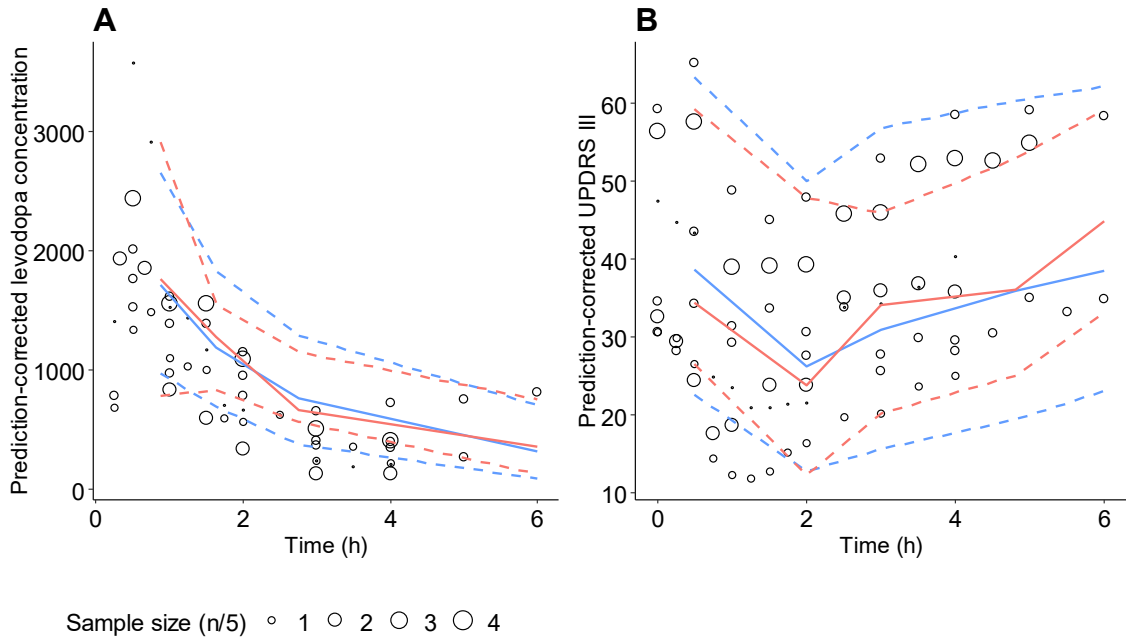 A
Prediction-corrected levodopa concentration
3000
2000
1000
0
0 2 4 6
Time (h)
B
Prediction-corrected UPDRS III
60
50
40
30
20
10
0 2 4 6
Time (h)
Sample size (n/5) 1 2 3 4